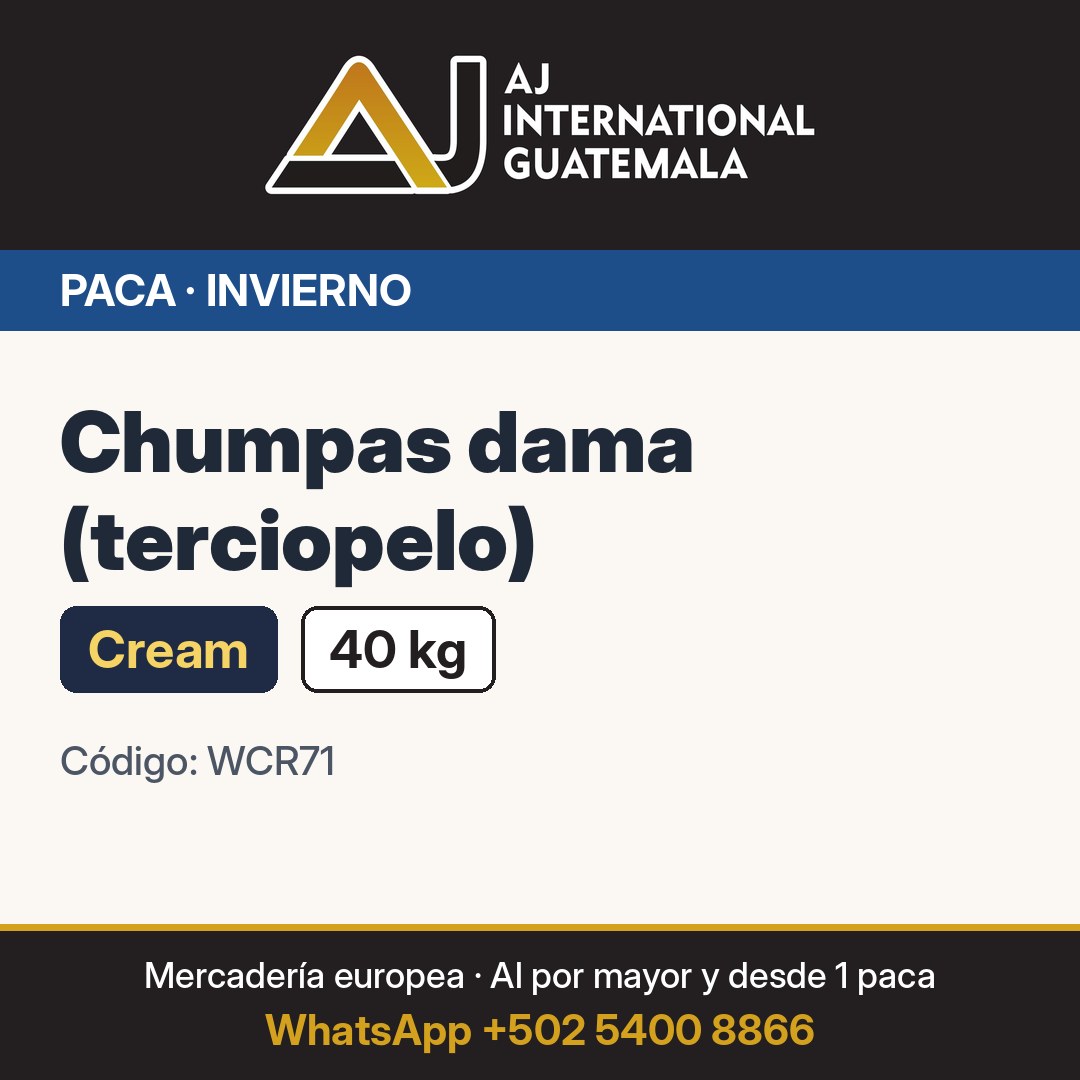 AJ
INTERNATIONAL
GUATEMALA
PACA · INVIERNO
Chumpas dama
(terciopelo)
Cream
40 kg
Código: WCR71
Mercadería europea · Al por mayor y desde 1 paca
WhatsApp +502 5400 8866